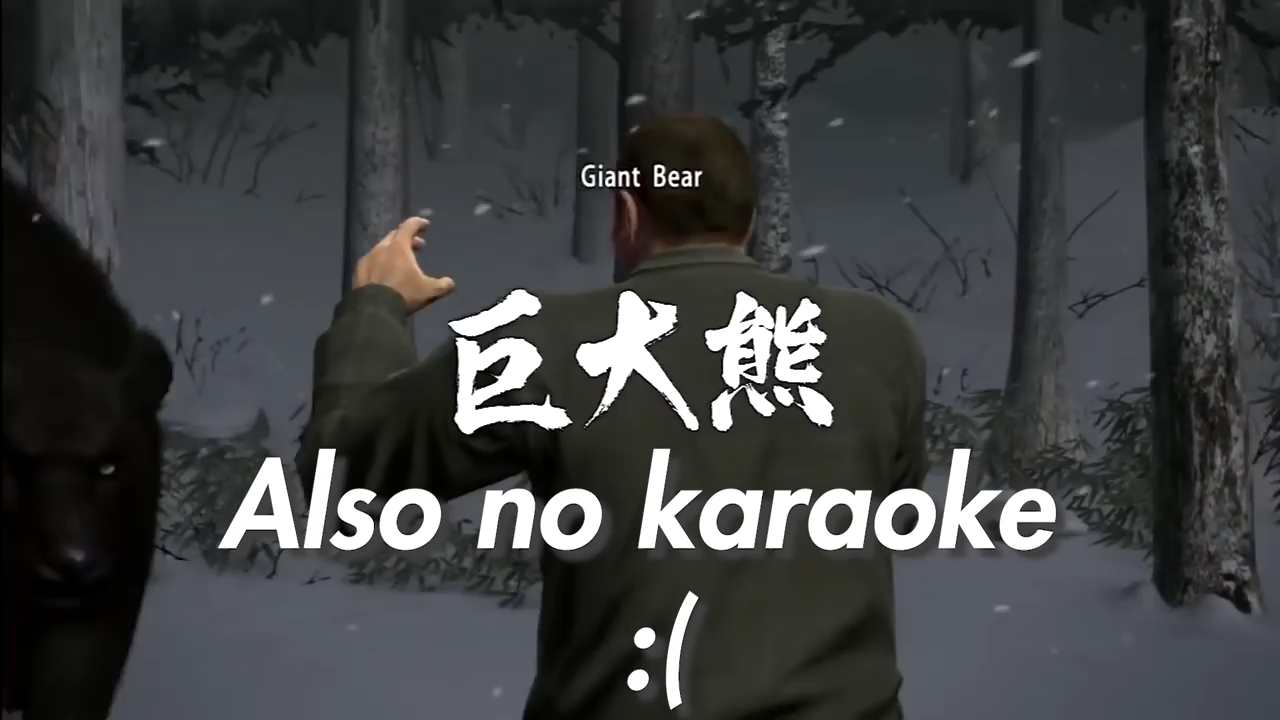 Giant Bear
巨大熊
Also no karaoke
:(